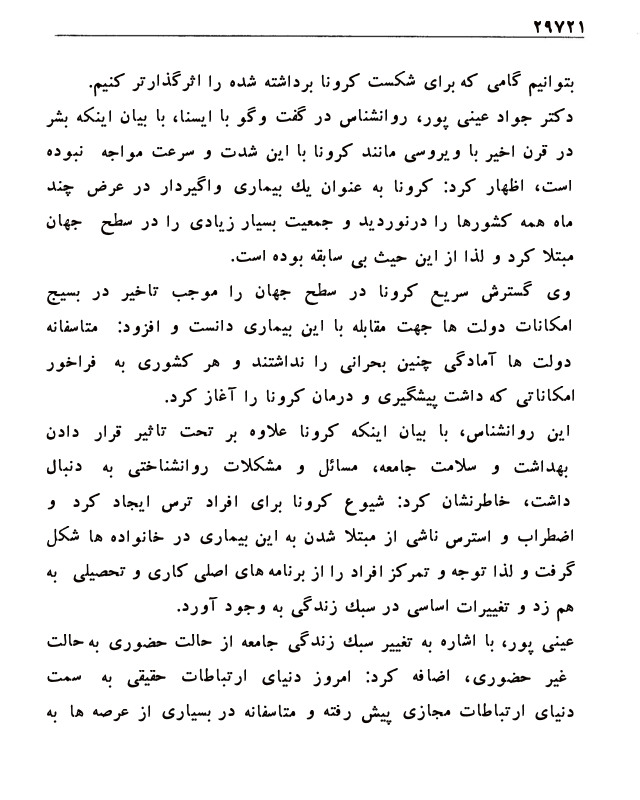 ۲۹۷۲۱
بتوانیم گامی که برای شکست کرونا برداشته شده را اثرگذارتر کنیم.
دکتر جواد عینی پور، روانشناس در گفت وگو با ایسنا، با بیان اینکه بشر
در قرن اخیر با ویروسی مانند کرونا با این شدت و سرعت مواجه نبوده
است، اظهار کرد: کرونا به عنوان یك بیماری واگیردار در عرض چند
ماه همه کشورها را درنوردید و جمعیت بسیار زیادی را در سطح جهان
مبتلا کرد و لذا از این حیث بی سابقه بوده است.
وی گسترش سریع کرونا در سطح جهان را موجب تاخیر در بسیج
امکانات دولت ها جهت مقابله با این بیماری دانست و افزود: متاسفانه
دولت ها آمادگی چنین بحرانی را نداشتند و هر کشوری به فراخور
امکاناتی که داشت پیشگیری و درمان کرونا را آغاز کرد.
این روانشناس، با بیان اینکه کرونا علاوه بر تحت تاثیر قرار دادن
بهداشت و سلامت جامعه، مسائل و مشکلات روانشناختی به دنبال
داشت، خاطرنشان کرد: شیوع کرونا برای افراد ترس ایجاد کرد و
اضطراب و استرس ناشی از مبتلا شدن به این بیماری در خانواده ها شکل
گرفت و لذا توجه و تمرکز افراد را از برنامه های اصلی کاری و تحصیلی به
هم زد و تغییرات اساسی در سبك زندگی به وجود آورد.
عینی پور، با اشاره به تغییر سبك زندگی جامعه از حالت حضوری به حالت
غیر حضوری، اضافه کرد: امروز دنیای ارتباطات حقیقی به سمت
دنیای ارتباطات مجازی پیش رفته و متاسفانه در بسیاری از عرصه ها به